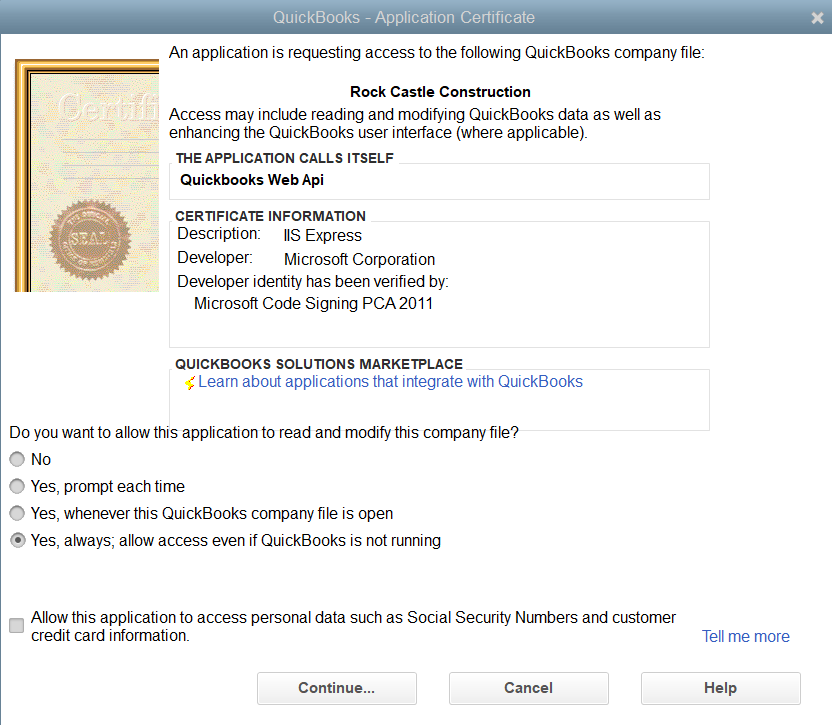 QuickBooks - Application Certificate
An application is requesting access to the following QuickBooks company file:
Rock Castle Construction
Access may include reading and modifying QuickBooks data as well as
enhancing the QuickBooks user interface (where applicable).
THE APPLICATION CALLS ITSELF
Quickbooks Web Api
CERTIFICATE INFORMATION
Description: IIS Express
Developer: Microsoft Corporation
Developer identity has been verified by:
Microsoft Code Signing PCA 2011
QUICKBOOKS SOLUTIONS MARKETPLACE
Learn about applications that integrate with QuickBooks
Do you want to allow this application to read and modify this company file?
No
Yes, prompt each time
Yes, whenever this QuickBooks company file is open
Yes, always; allow access even if QuickBooks is not running
Allow this application to access personal data such as Social Security Numbers and customer
credit card information.
Tell me more
Continue... Cancel Help
Certifi
SEAL